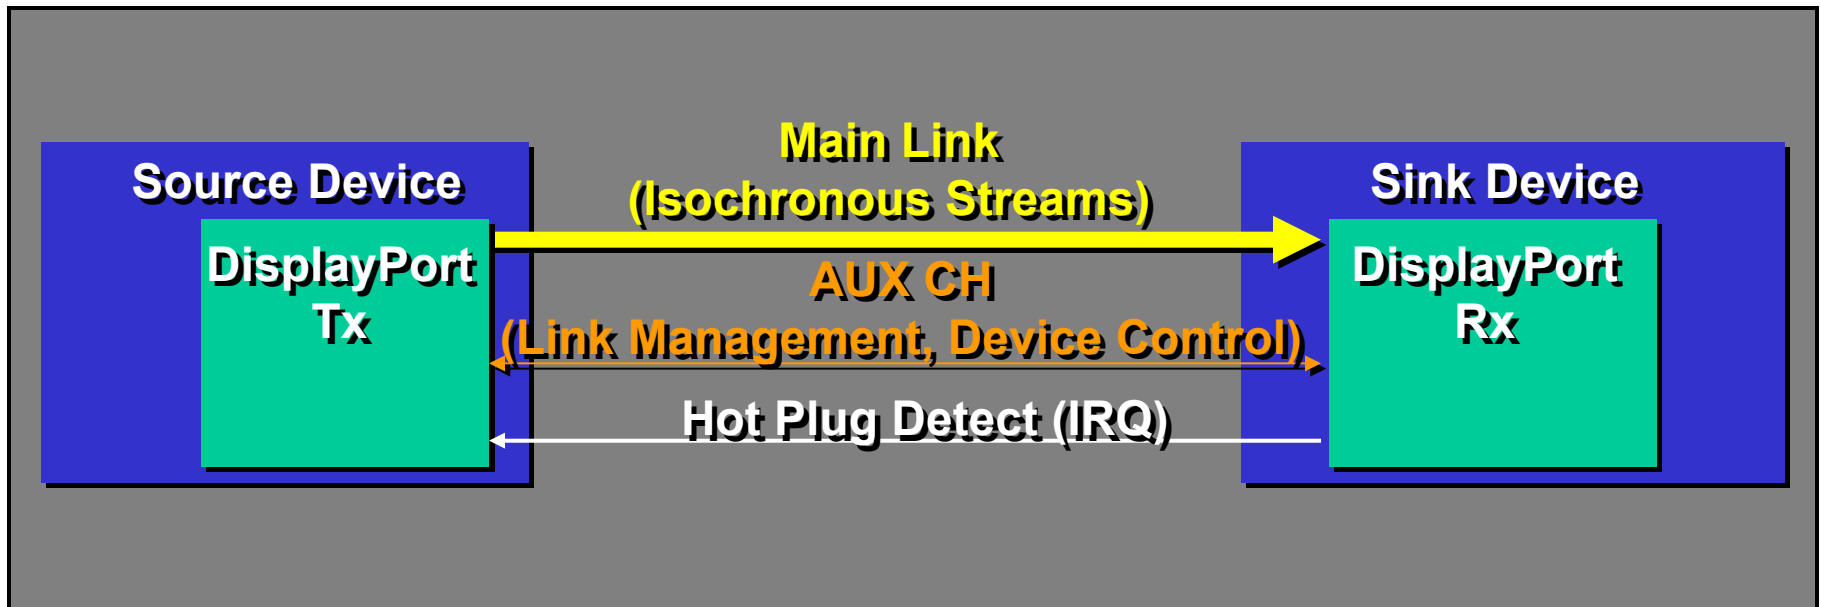 Source Device
DisplayPort
Tx
Main Link
(Isochronous Streams)
AUX CH
(Link Management, Device Control)
Hot Plug Detect (IRQ)
Sink Device
DisplayPort
Rx